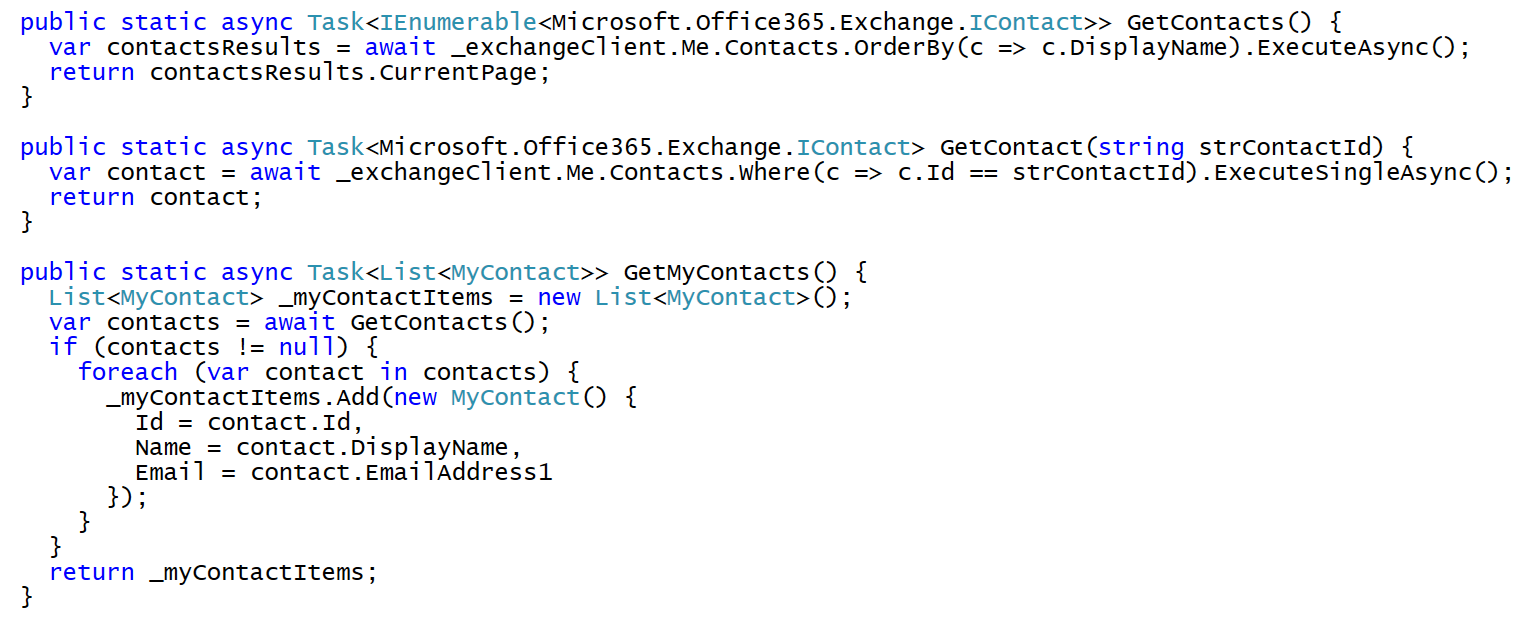 public static async Task<IEnumerable<Microsoft.Office365.Exchange.IContact>> GetContacts() {
  var contactsResults = await _exchangeClient.Me.Contacts.OrderBy(c => c.DisplayName).ExecuteAsync();
  return contactsResults.CurrentPage;
}

public static async Task<Microsoft.Office365.Exchange.IContact> GetContact(string strContactId) {
  var contact = await _exchangeClient.Me.Contacts.Where(c => c.Id == strContactId).ExecuteSingleAsync();
  return contact;
}

public static async Task<List<MyContact>> GetMyContacts() {
  List<MyContact> _myContactItems = new List<MyContact>();
  var contacts = await GetContacts();
  if (contacts != null) {
    foreach (var contact in contacts) {
      _myContactItems.Add(new MyContact() {
        Id = contact.Id,
        Name = contact.DisplayName,
        Email = contact.EmailAddress1
      });
    }
  }
  return _myContactItems;
}